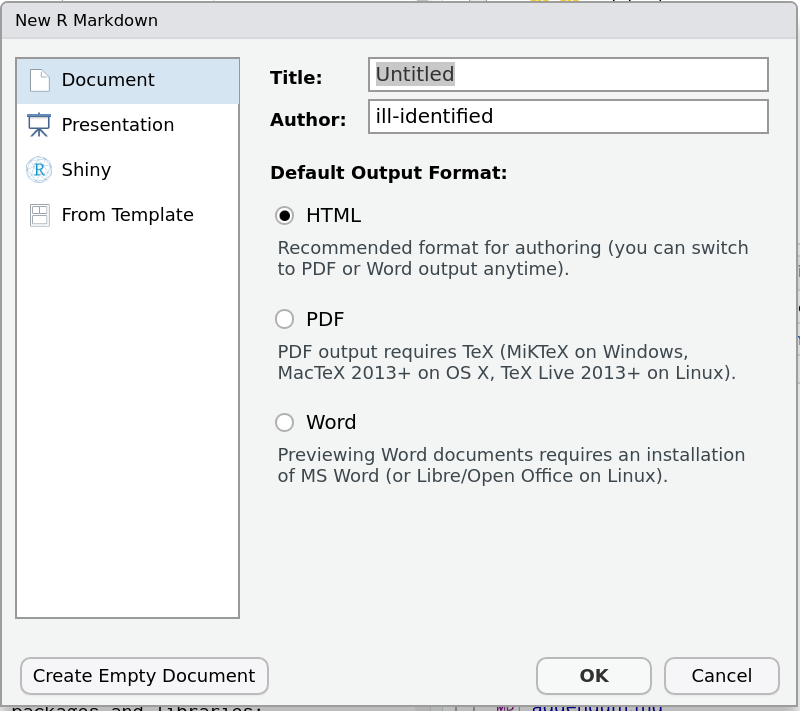 New R Markdown
Document
Presentation
Shiny
From Template
Title: Untitled
Author: ill-identified
Default Output Format:
HTML
Recommended format for authoring (you can switch
to PDF or Word output anytime).
PDF
PDF output requires TeX (MiKTeX on Windows,
MacTeX 2013+ on OS X, TeX Live 2013+ on Linux).
Word
Previewing Word documents requires an installation
of MS Word (or Libre/Open Office on Linux).
Create Empty Document
OK
Cancel
packages and libraries: